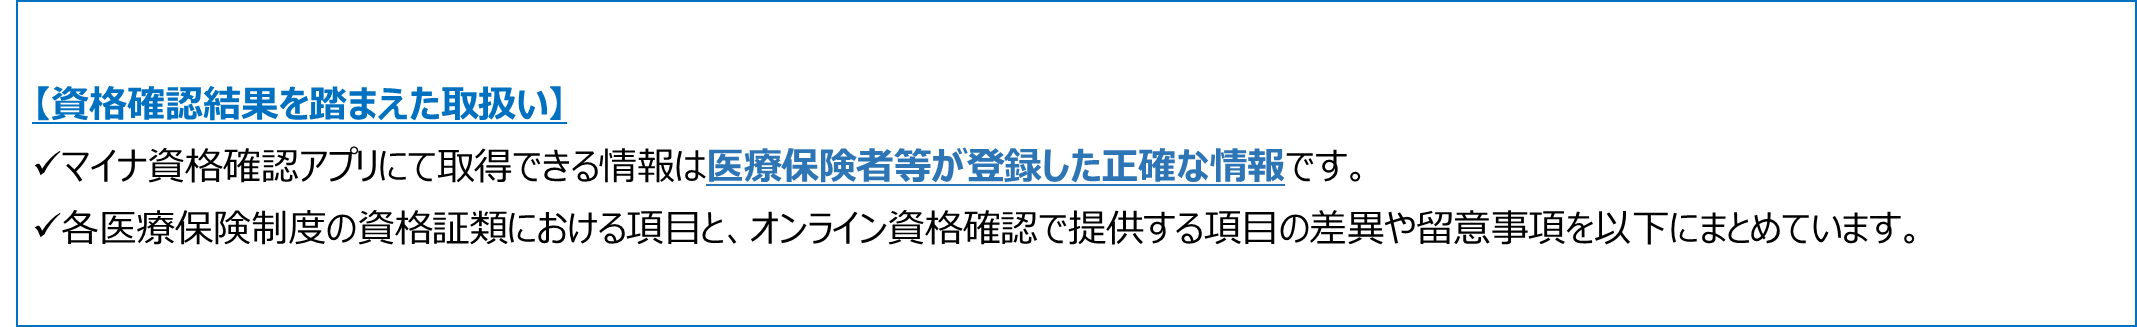 【資格確認結果を踏まえた取扱い】
✓マイナ資格確認アプリにて取得できる情報は医療保険者等が登録した正確な情報です。
✓各医療保険制度の資格証類における項目と、オンライン資格確認で提供する項目の差異や留意事項を以下にまとめています。